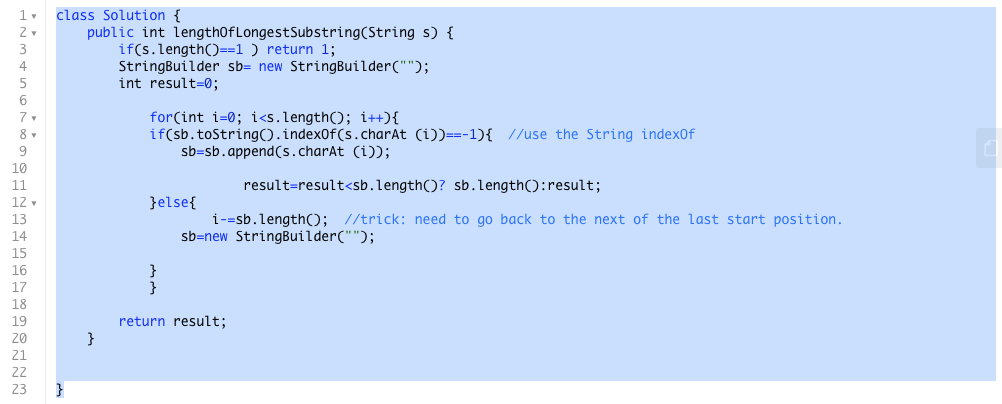 1 class Solution {
2 public int lengthOfLongestSubstring(String s) {
3 if(s.length()==1 ) return 1;
4 StringBuilder sb= new StringBuilder("");
5 int result=0;
6
7 for(int i=0; i<s.length(); i++){
8 if(sb.toString().indexOf(s.charAt (i))==-1){  //use the String indexOf
9 sb=sb.append(s.charAt (i));
10
11 result=result<sb.length()? sb.length():result;
12 }else{
13 i-=sb.length();  //trick: need to go back to the next of the last start position.
14 sb=new StringBuilder("");
15
16 }
17 }
18
19 return result;
20 }
21
22
23 }